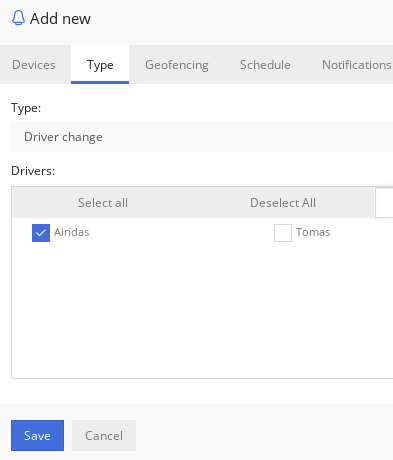 Add new
Devices Type Geofencing Schedule Notifications
Type:
Driver change
Drivers:
Select all Deselect All
Airidas Tomas
Save Cancel